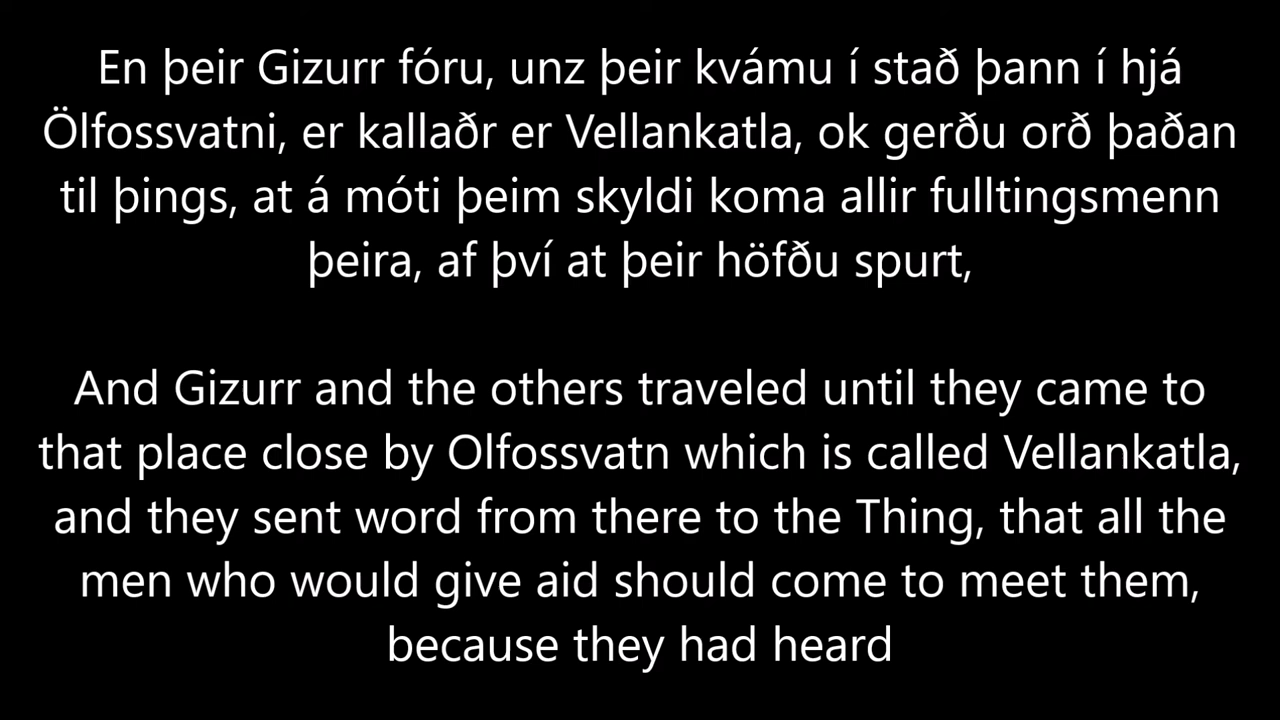 En þeir Gizurr fóru, unz þeir kvámu í stað þann í hjá
Ölfossvatni, er kallaðr er Vellankatla, ok gerðu orð þaðan
til þings, at á móti þeim skyldi koma allir fulltingsmenn
þeira, af því at þeir höfðu spurt,
And Gizurr and the others traveled until they came to
that place close by Olfossvatn which is called Vellankatla,
and they sent word from there to the Thing, that all the
men who would give aid should come to meet them,
because they had heard